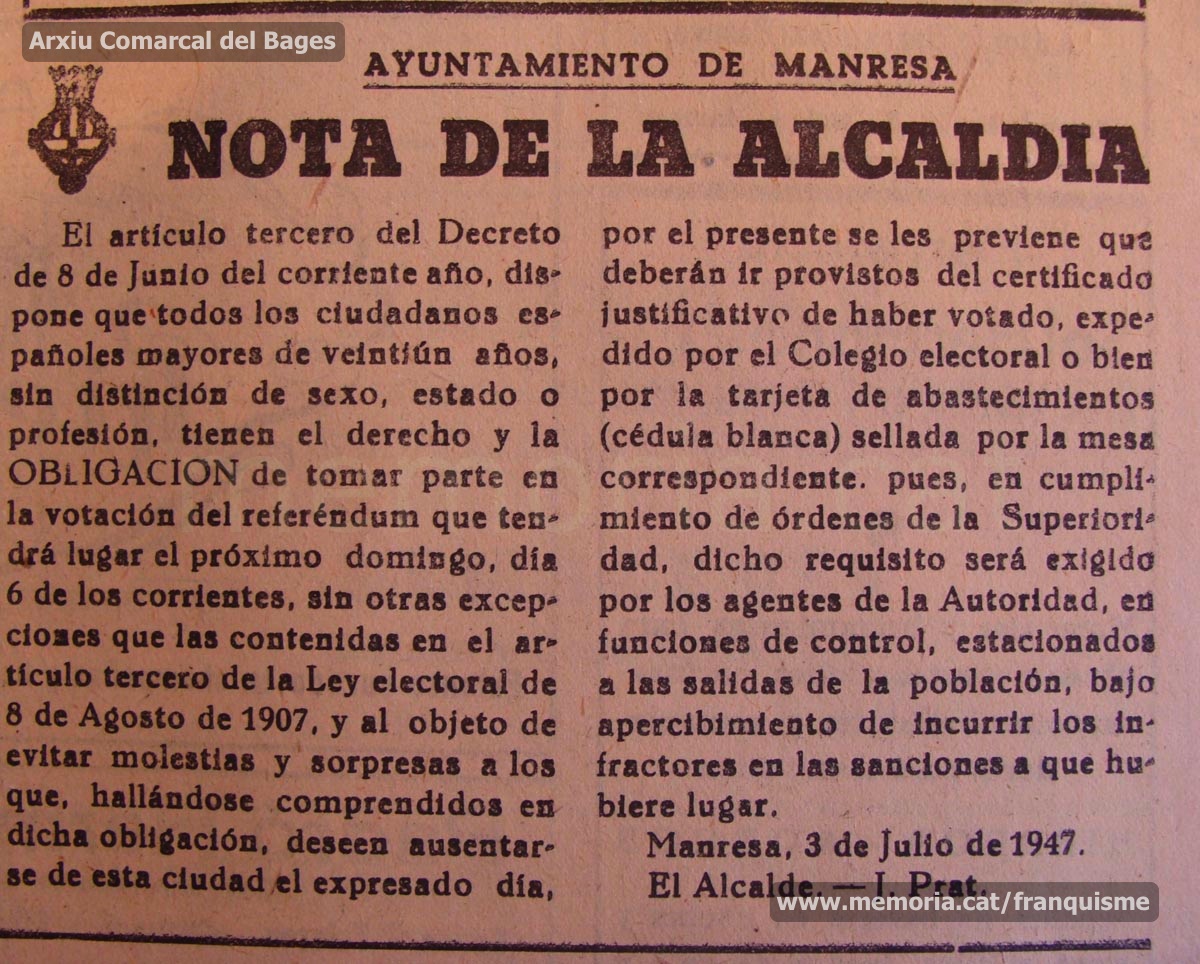 Arxiu Comarcal del Bages
AYUNTAMIENTO DE MANRESA
NOTA DE LA ALCALDIA
El artículo tercero del Decreto
de 8 de Junio del corriente año, dis-
pone que todos los ciudadanos es-
pañoles mayores de veintiún años,
sin distinción de sexo, estado o
profesión, tienen el derecho y la
OBLIGACION de tomar parte en
la votación del referéndum que ten-
drá lugar el próximo domingo, día
6 de los corrientes, sin otras excep-
ciones que las contenidas en el ar-
tículo tercero de la Ley electoral de
8 de Agosto de 1907, y al objeto de
evitar molestias y sorpresas a los
que, hallándose comprendidos en
dicha obligación, deseen ausentar-
se de esta ciudad el expresado día,
por el presente se les previene que
deberán ir provistos del certificado
justificativo de haber votado, expe-
dido por el Colegio electoral o bien
por la tarjeta de abastecimientos
(cédula blanca) sellada por la mesa
correspondiente. pues, en cumpli-
miento de órdenes de la Superiori-
dad, dicho requisito será exigido
por los agentes de la Autoridad, en
funciones de control, estacionados
a las salidas de la población, bajo
apercibimiento de incurrir los in-
fractores en las sanciones a que hu-
biere lugar.
Manresa, 3 de Julio de 1947.
El Alcalde.—I. Prat.
www.memoria.cat/franquisme